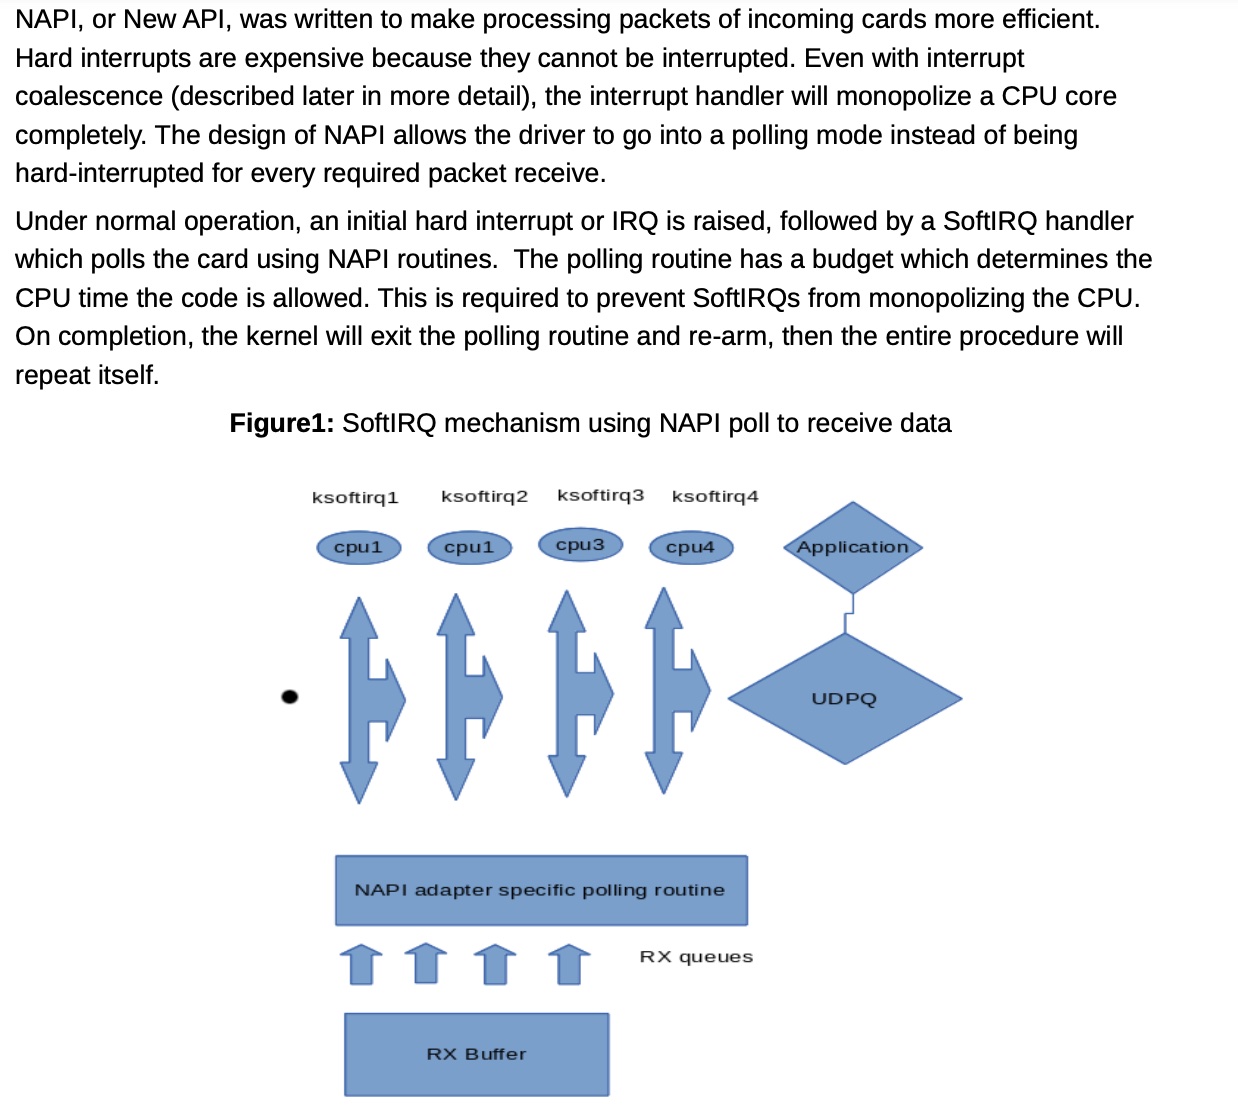 NAPI, or New API, was written to make processing packets of incoming cards more efficient.
Hard interrupts are expensive because they cannot be interrupted. Even with interrupt
coalescence (described later in more detail), the interrupt handler will monopolize a CPU core
completely. The design of NAPI allows the driver to go into a polling mode instead of being
hard-interrupted for every required packet receive.
Under normal operation, an initial hard interrupt or IRQ is raised, followed by a SoftIRQ handler
which polls the card using NAPI routines.  The polling routine has a budget which determines the
CPU time the code is allowed. This is required to prevent SoftIRQs from monopolizing the CPU.
On completion, the kernel will exit the polling routine and re-arm, then the entire procedure will
repeat itself.
Figure1: SoftIRQ mechanism using NAPI poll to receive data
ksoftirq1 ksoftirq2 ksoftirq3 ksoftirq4
cpu1 cpu1 cpu3 cpu4 Application
UDPQ
NAPI adapter specific polling routine
RX queues
RX Buffer